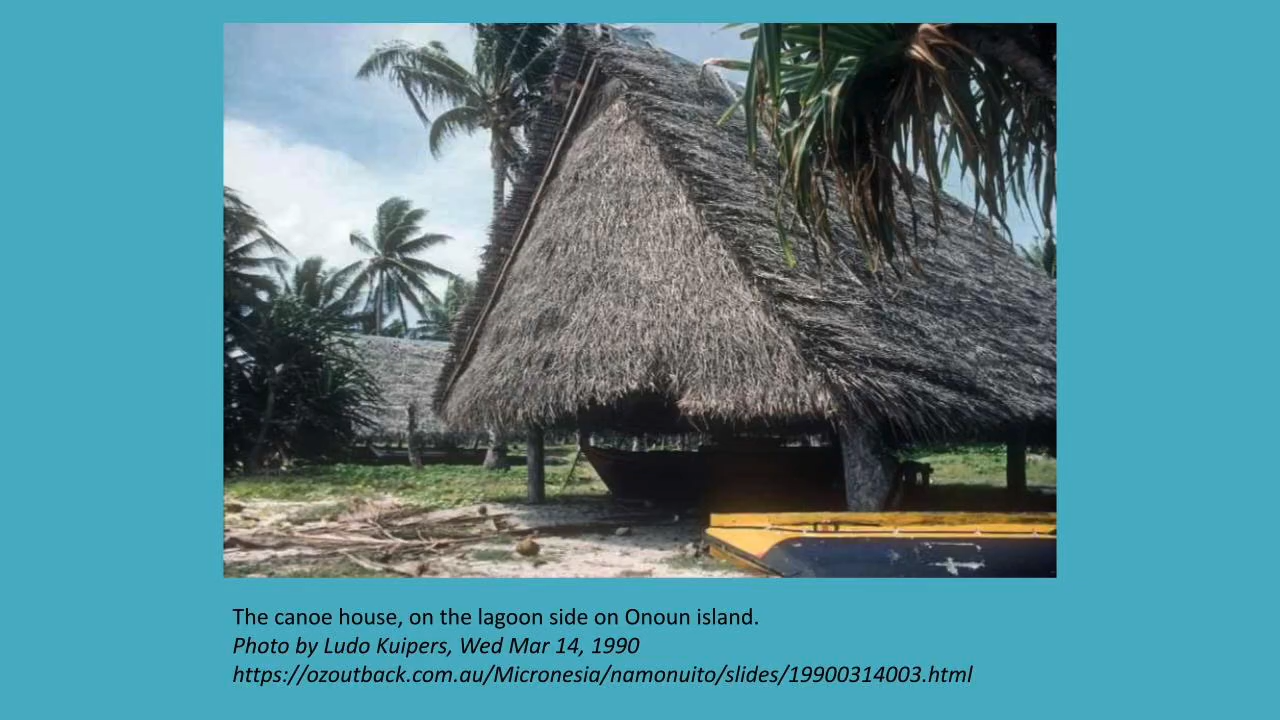 The canoe house, on the lagoon side on Onoun island.
Photo by Ludo Kuipers, Wed Mar 14, 1990
https://ozoutback.com.au/Micronesia/namonuito/slides/19900314003.html